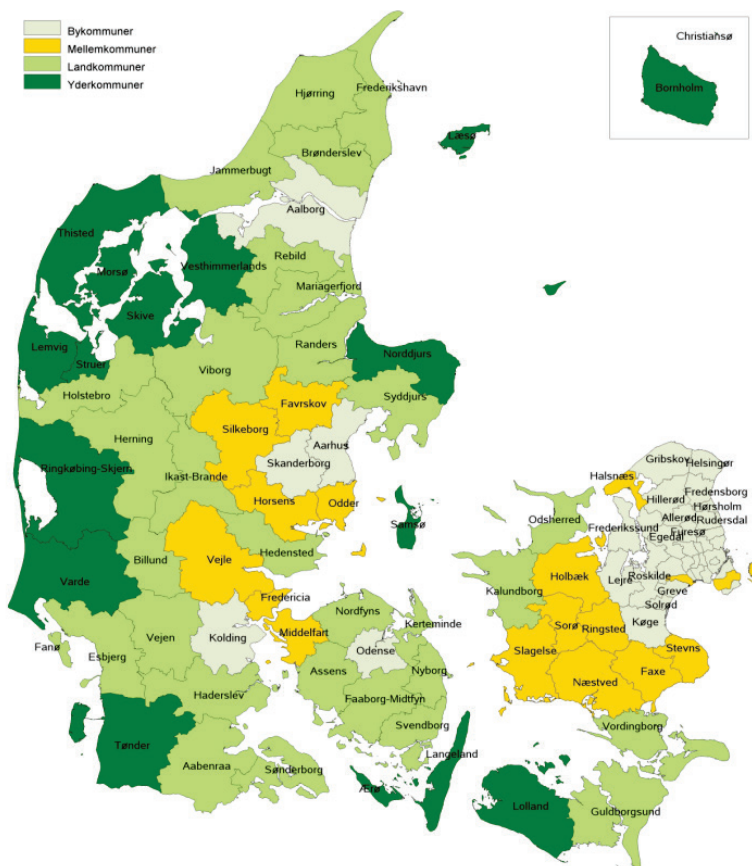 Bykommuner
Mellemkommuner
Landkommuner
Yderkommuner
Christiansø
Bornholm
Hjørring
Frederikshavn
Læsø
Brønderslev
Jammerbugt
Aalborg
Thisted
Rebild
Morsø
Vesthimmerlands
Mariagerfjord
Skive
Lemvig
Randers
Norddjurs
Struer
Viborg
Holstebro
Favrskov
Syddjurs
Silkeborg
Herning
Aarhus
Skanderborg
Ringkøbing-Skjern
Ikast-Brande
Horsens
Odder
Samsø
Hedensted
Billund
Vejle
Varde
Fredericia
Nordfyns
Middelfart
Kerteminde
Fanø
Vejen
Kolding
Odense
Esbjerg
Assens
Nyborg
Haderslev
Faaborg-Midtfyn
Svendborg
Tønder
Langeland
Aabenraa
Sønderborg
Ærø
Gribskov
Helsingør
Halsnæs
Fredensborg
Hillerød
Hørsholm
Odsherred
Allerød
Rudersdal
Frederikssund
Furesø
Egedal
Holbæk
Roskilde
Lejre
Kalundborg
Greve
Solrød
Køge
Sorø
Ringsted
Slagelse
Stevns
Faxe
Næstved
Vordingborg
Lolland
Guldborgsund